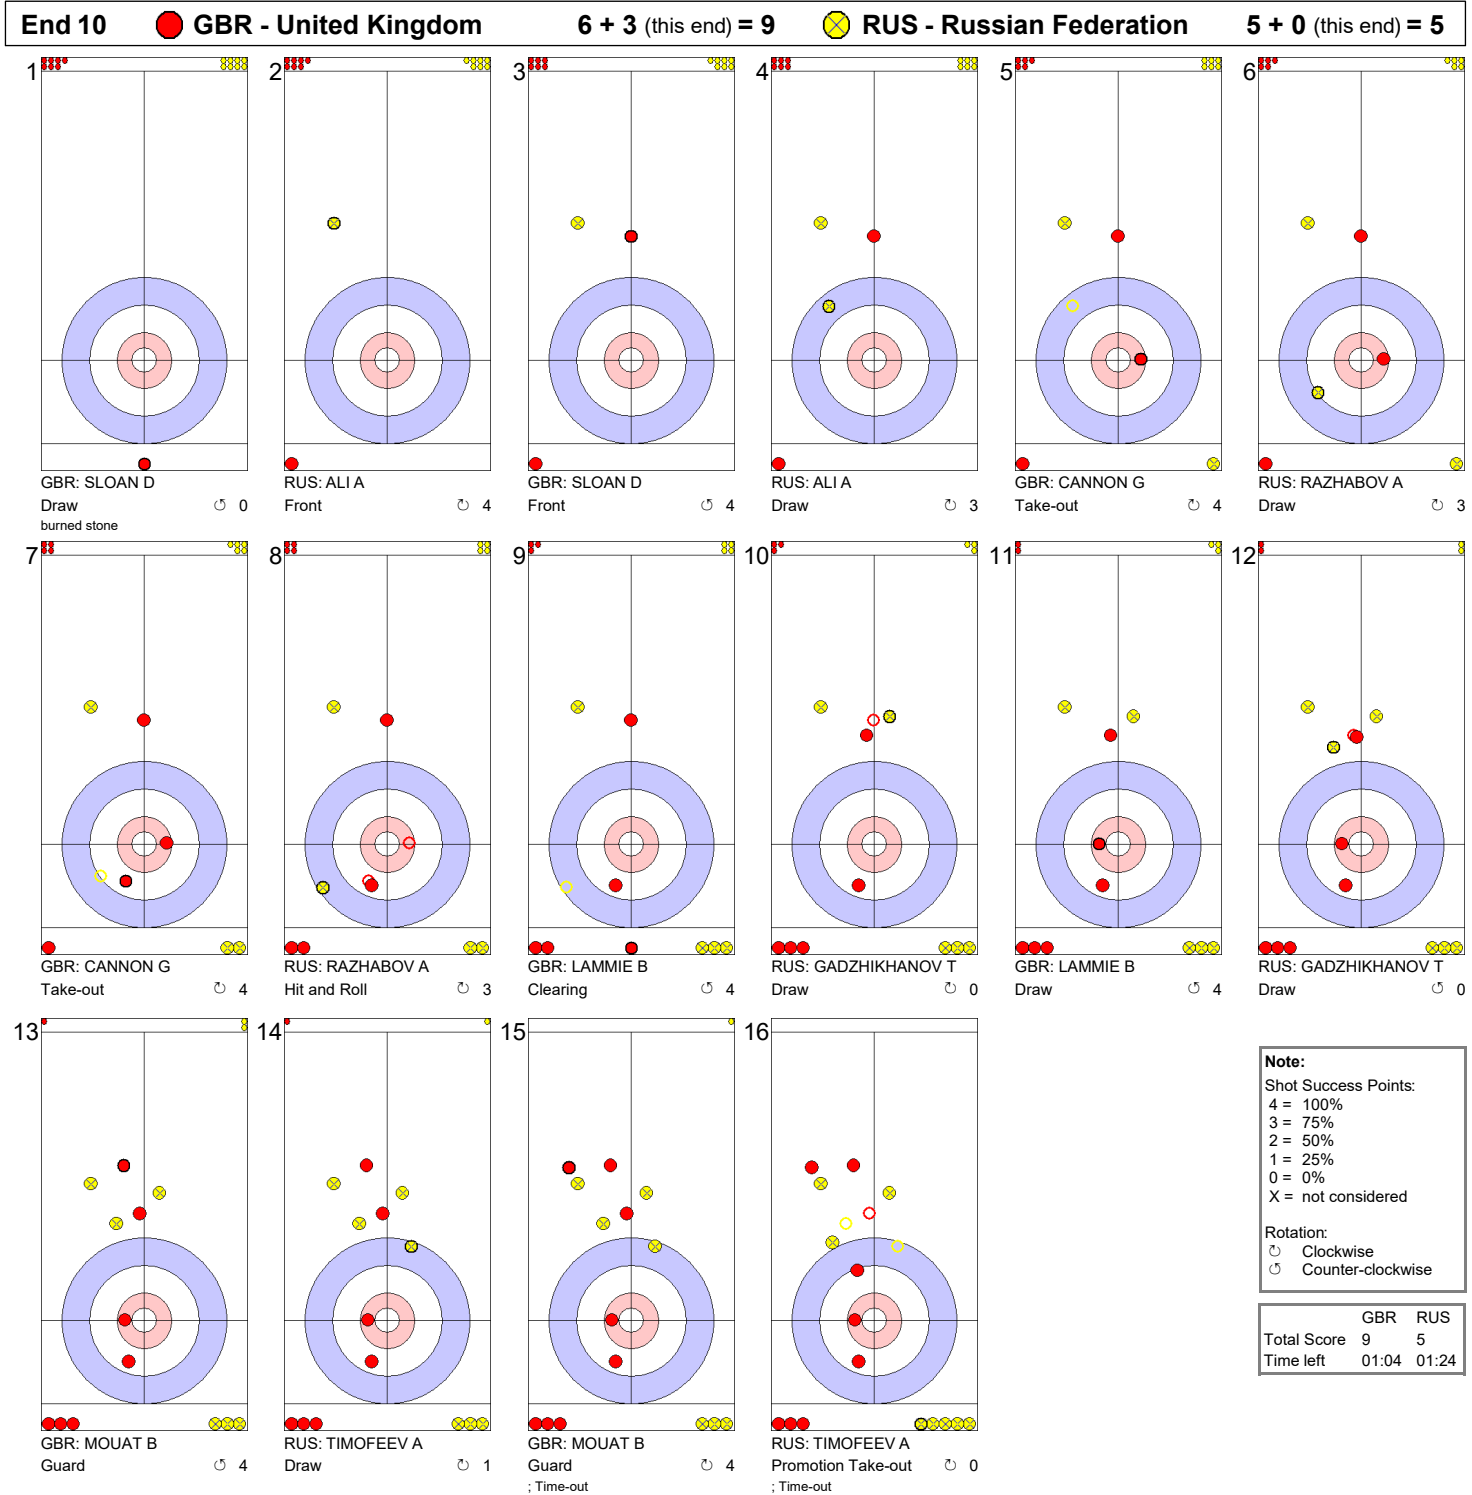 End 10 GBR - United Kingdom 6 + 3 (this end) = 9 RUS - Russian Federation 5 + 0 (this end) = 5
1 2 3 4 5 6
GBR: SLOAN D RUS: ALI A GBR: SLOAN D RUS: ALI A GBR: CANNON G RUS: RAZHABOV A
Draw ↺ 0 Front ↻ 4 Front ↺ 4 Draw ↻ 3 Take-out ↻ 4 Draw ↻ 3
burned stone
7 8 9 10 11 12
GBR: CANNON G RUS: RAZHABOV A GBR: LAMMIE B RUS: GADZHIKHANOV T GBR: LAMMIE B RUS: GADZHIKHANOV T
Take-out ↻ 4 Hit and Roll ↻ 3 Clearing ↺ 4 Draw ↻ 0 Draw ↺ 4 Draw ↺ 0
13 14 15 16
GBR: MOUAT B RUS: TIMOFEEV A GBR: MOUAT B RUS: TIMOFEEV A
Guard ↺ 4 Draw ↻ 1 Guard ↻ 4 Promotion Take-out ↻ 0
; Time-out ; Time-out
Note:
Shot Success Points:
4 = 100%
3 = 75%
2 = 50%
1 = 25%
0 = 0%
X = not considered
Rotation:
↻ Clockwise
↺ Counter-clockwise
GBR RUS
Total Score 9 5
Time left 01:04 01:24